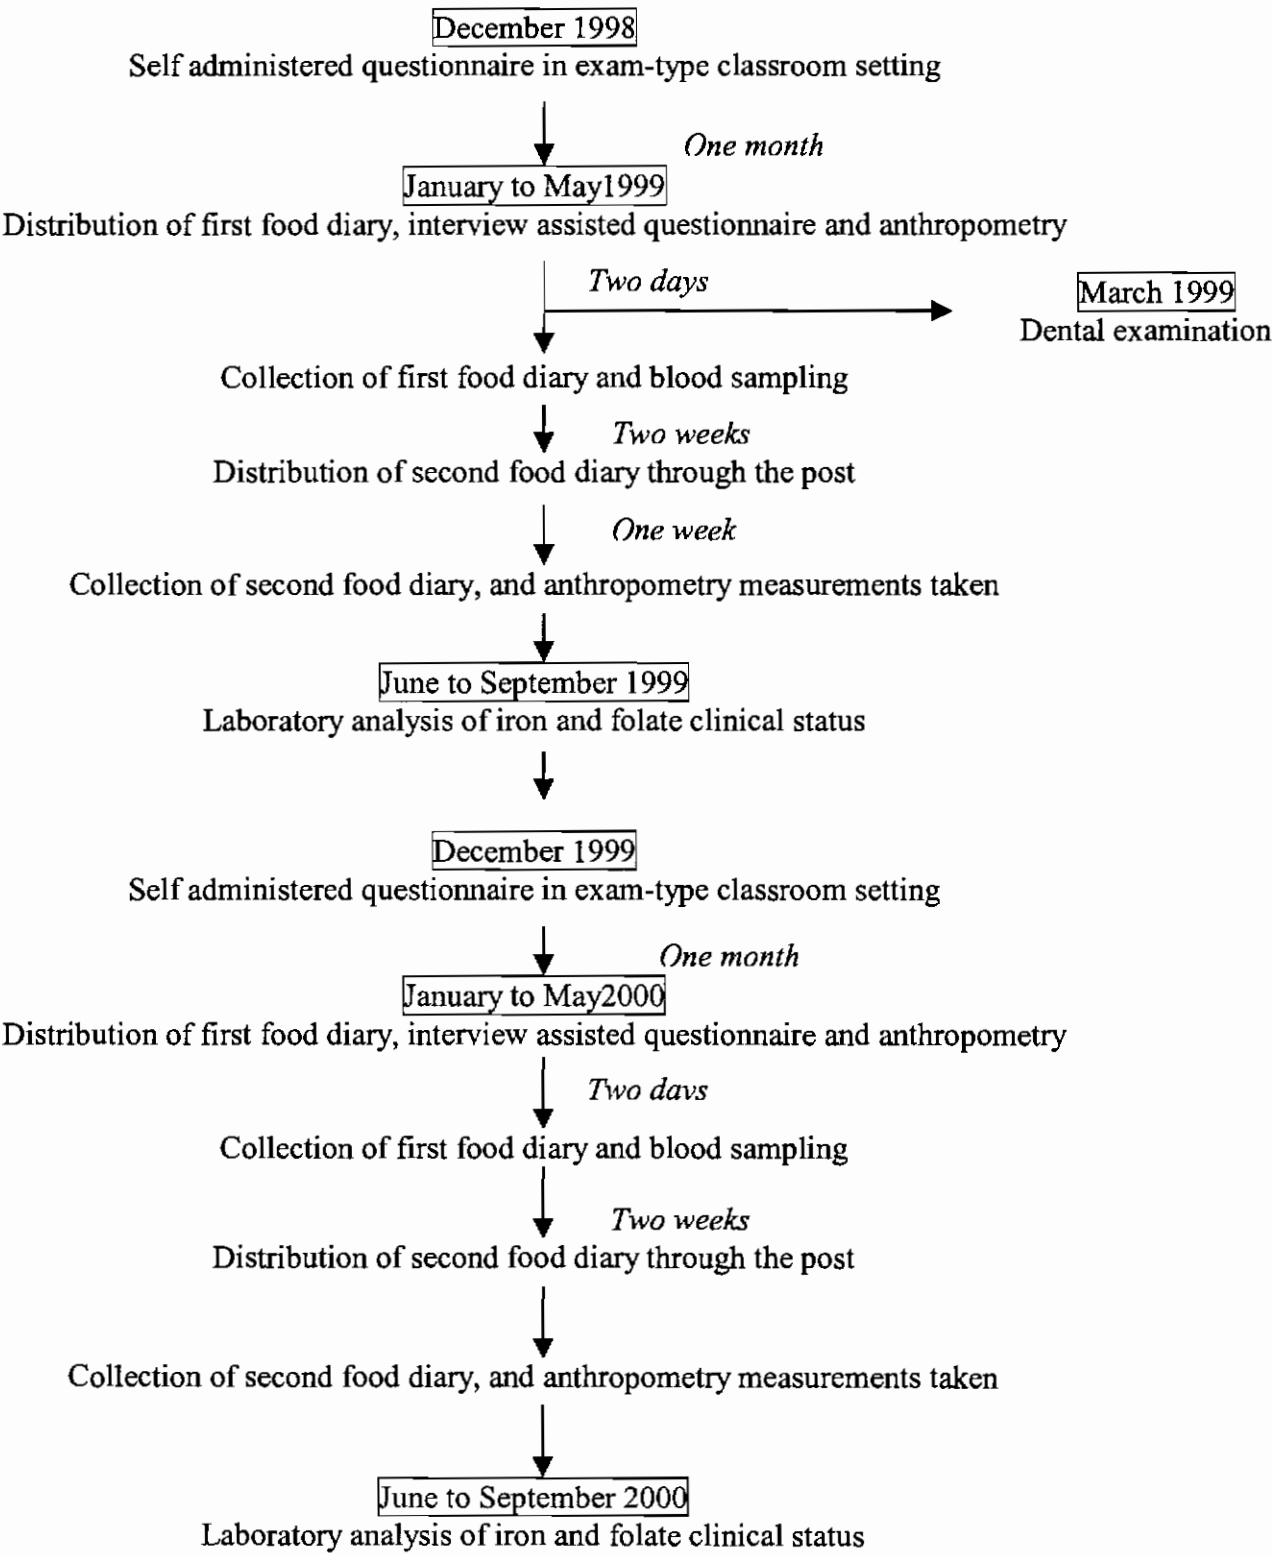 December 1998
Self administered questionnaire in exam-type classroom setting
One month
January to May1999
Distribution of first food diary, interview assisted questionnaire and anthropometry
Two days
March 1999
Dental examination
Collection of first food diary and blood sampling
Two weeks
Distribution of second food diary through the post
One week
Collection of second food diary, and anthropometry measurements taken
June to September 1999
Laboratory analysis of iron and folate clinical status
December 1999
Self administered questionnaire in exam-type classroom setting
One month
January to May2000
Distribution of first food diary, interview assisted questionnaire and anthropometry
Two days
Collection of first food diary and blood sampling
Two weeks
Distribution of second food diary through the post
Collection of second food diary, and anthropometry measurements taken
June to September 2000
Laboratory analysis of iron and folate clinical status